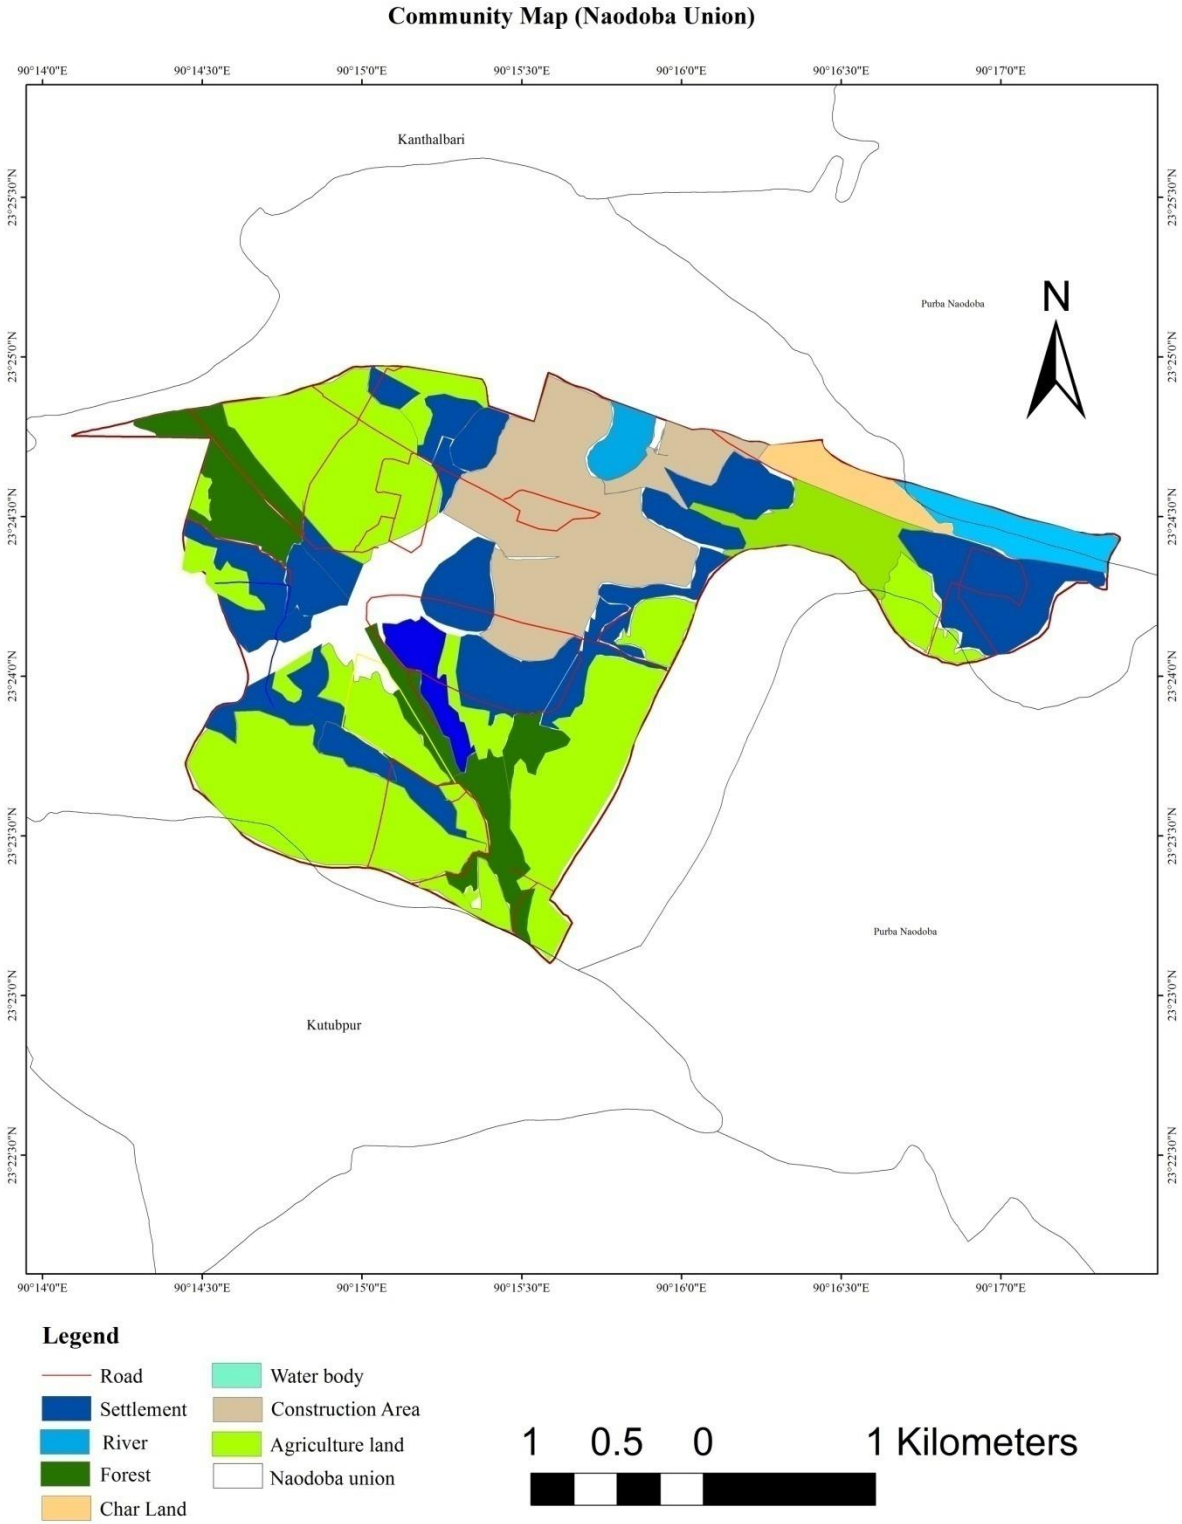 Community Map (Naodoba Union)
90°14'0"E 90°14'30"E 90°15'0"E 90°15'30"E 90°16'0"E 90°16'30"E 90°17'0"E
Kanthalbari
23°25'30"N 23°25'30"N
Purba Naodoba
N
23°25'0"N 23°25'0"N
23°24'30"N 23°24'30"N
23°24'0"N 23°24'0"N
23°23'30"N 23°23'30"N
Purba Naodoba
23°23'0"N 23°23'0"N
Kutubpur
23°22'30"N 23°22'30"N
90°14'0"E 90°14'30"E 90°15'0"E 90°15'30"E 90°16'0"E 90°16'30"E 90°17'0"E
Legend
Road
Settlement
River
Forest
Char Land
Water body
Construction Area
Agriculture land
Naodoba union
1 0.5 0 1 Kilometers